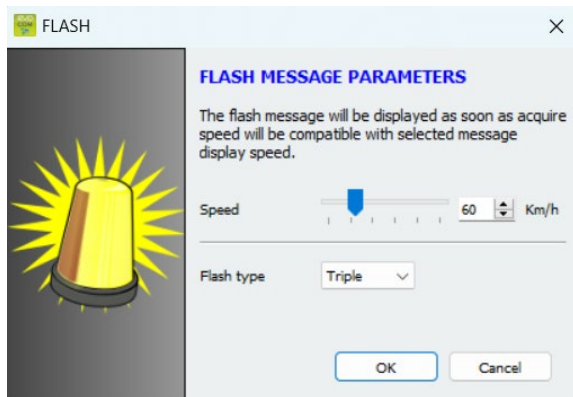 FLASH
FLASH MESSAGE PARAMETERS
The flash message will be displayed as soon as acquire
speed will be compatible with selected message
display speed.
Speed 60 Km/h
Flash type Triple
OK Cancel